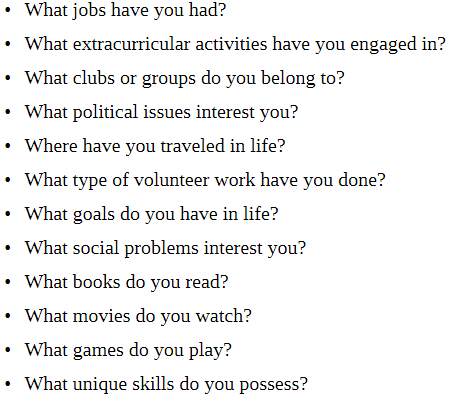 • What jobs have you had?
• What extracurricular activities have you engaged in?
• What clubs or groups do you belong to?
• What political issues interest you?
• Where have you traveled in life?
• What type of volunteer work have you done?
• What goals do you have in life?
• What social problems interest you?
• What books do you read?
• What movies do you watch?
• What games do you play?
• What unique skills do you possess?